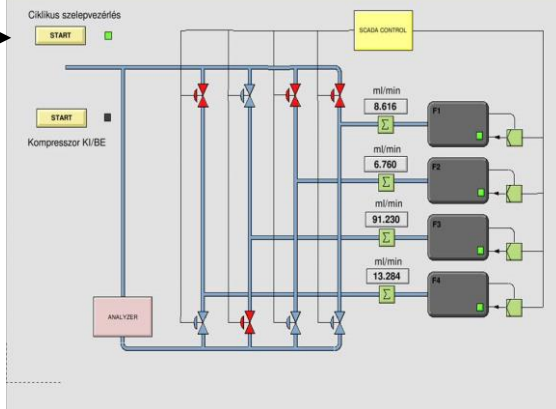 Ciklikus szelepvezérlés
START
SCADA CONTROL
START
Kompresszor KI/BE
ml/min
8.616
Σ
F1
ml/min
6.760
Σ
F2
ml/min
91.230
Σ
F3
ml/min
13.284
Σ
F4
ANALYZER